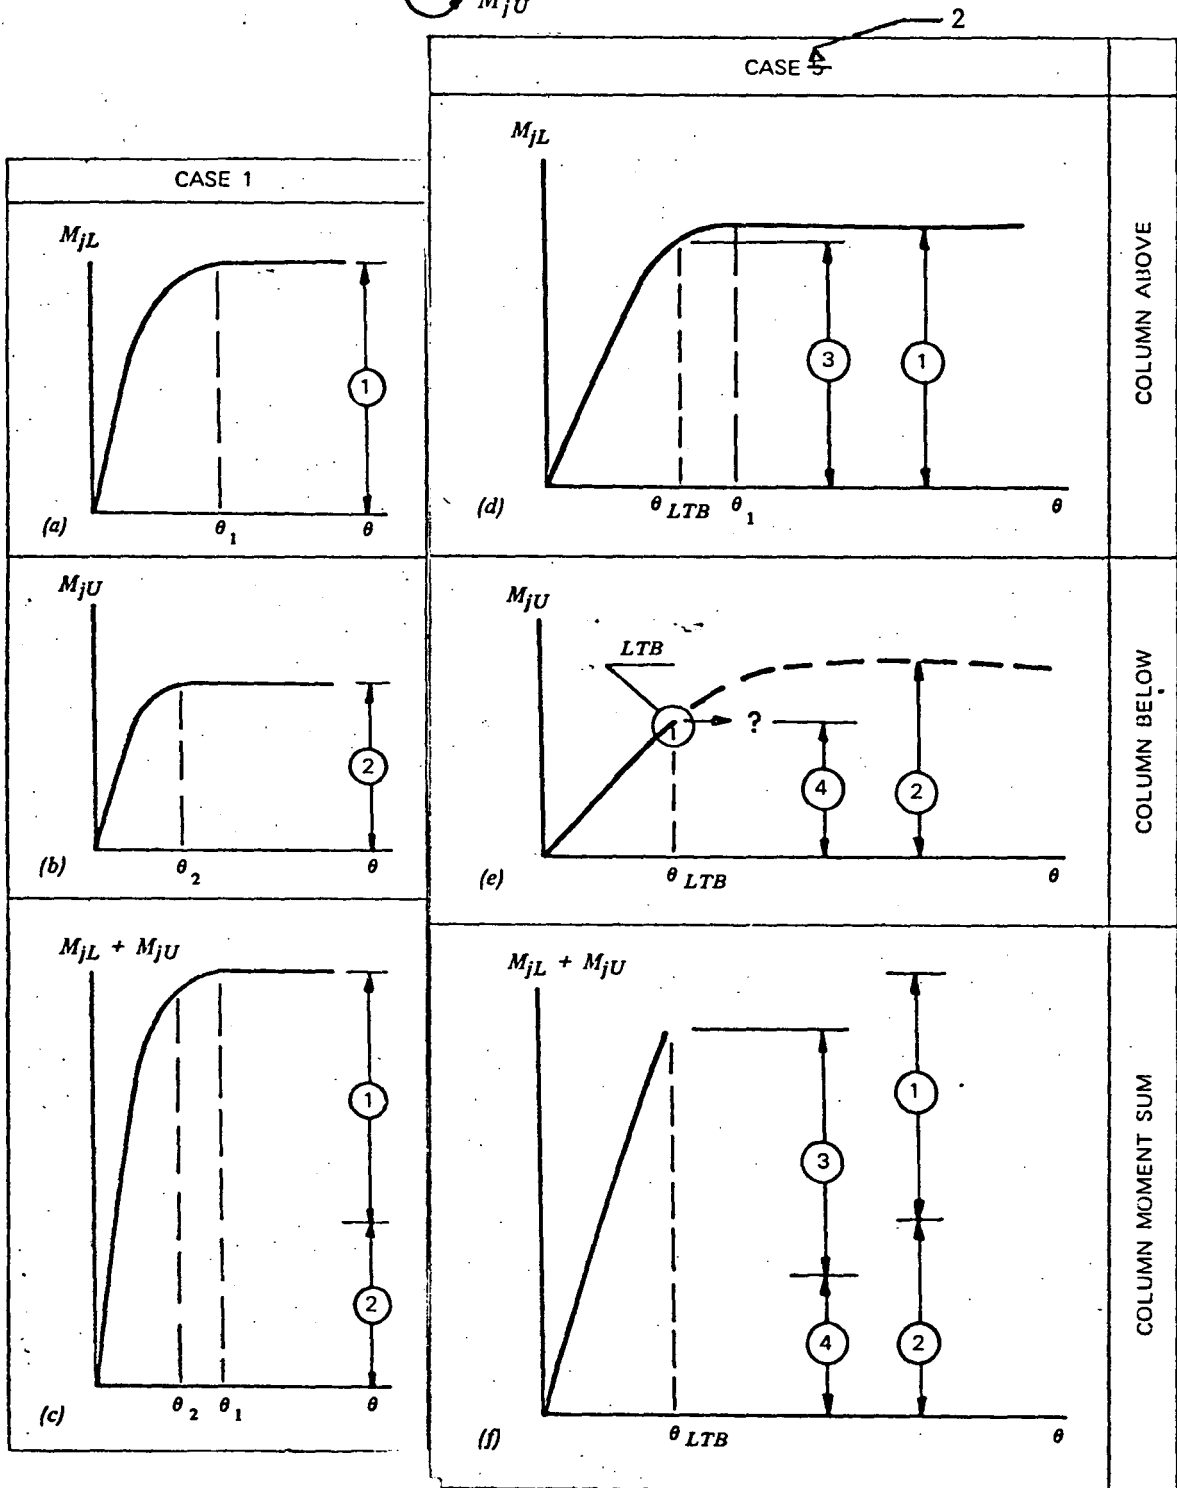 M_jU
2
CASE 5
CASE 1
M_jL
1
(a)
θ_1
θ
M_jU
2
(b)
θ_2
θ
M_jL + M_jU
1
2
(c)
θ_2
θ_1
θ
M_jL
3
1
(d)
θ_LTB
θ_1
θ
COLUMN ABOVE
M_jU
LTB
?
4
2
(e)
θ_LTB
θ
COLUMN BELOW
M_jL + M_jU
1
3
4
2
(f)
θ_LTB
θ
COLUMN MOMENT SUM